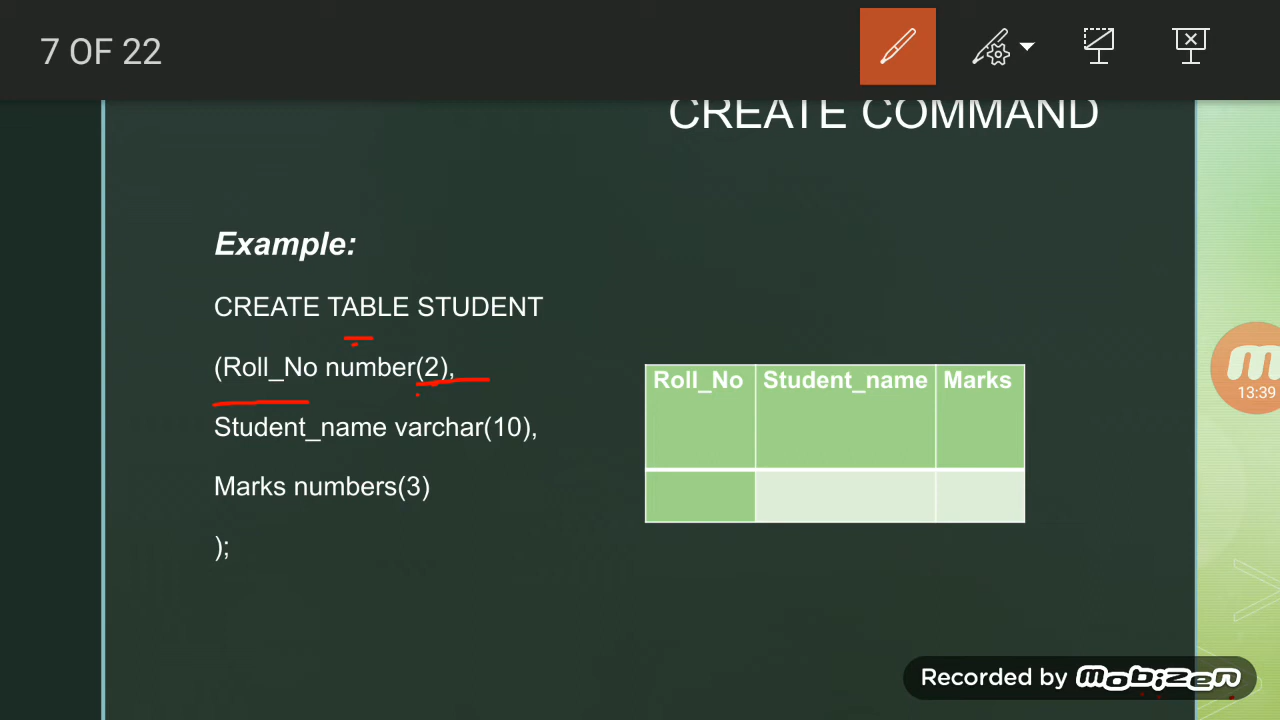 7 OF 22
CREATE COMMAND
Example:
CREATE TABLE STUDENT
(Roll_No number(2),
Student_name varchar(10),
Marks numbers(3)
);
Roll_No Student_name Marks
13:39
Recorded by mobizen